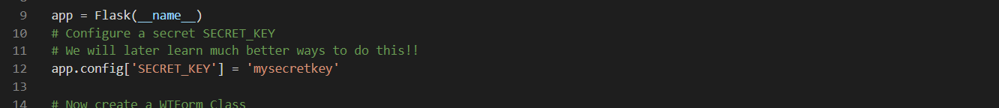 9 app = Flask(__name__)
10 # Configure a secret SECRET_KEY
11 # We will later learn much better ways to do this!!
12 app.config['SECRET_KEY'] = 'mysecretkey'
13
14 # Now create a WTForm Class